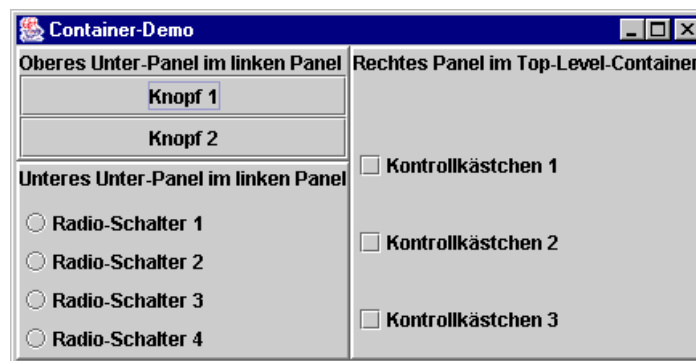 Container-Demo
Oberes Unter-Panel im linken Panel
Knopf 1
Knopf 2
Unteres Unter-Panel im linken Panel
Radio-Schalter 1
Radio-Schalter 2
Radio-Schalter 3
Radio-Schalter 4
Rechtes Panel im Top-Level-Container
Kontrollkästchen 1
Kontrollkästchen 2
Kontrollkästchen 3